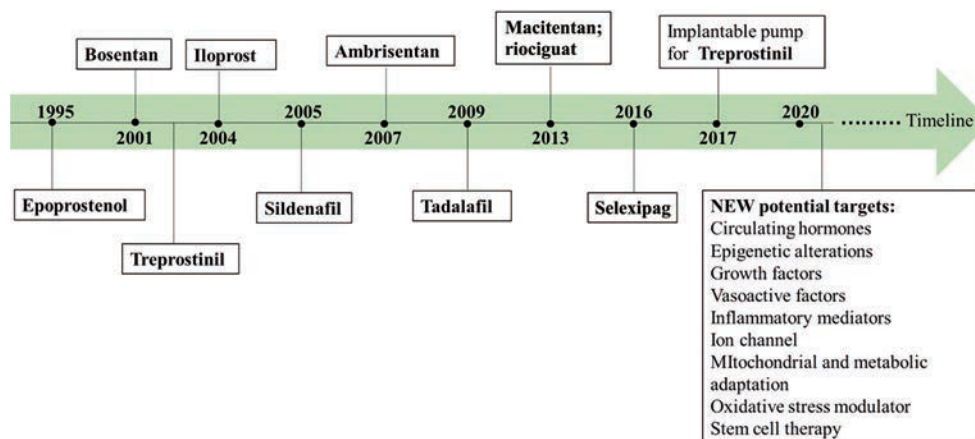 Bosentan
Iloprost
Ambrisentan
Macitentan;
riociguat
Implantable pump
for Treprostinil
1995
2001
2004
2005
2007
2009
2013
2016
2017
2020
Timeline
Epoprostenol
Treprostinil
Sildenafil
Tadalafil
Selexipag
NEW potential targets:
Circulating hormones
Epigenetic alterations
Growth factors
Vasoactive factors
Inflammatory mediators
Ion channel
MItochondrial and metabolic
adaptation
Oxidative stress modulator
Stem cell therapy